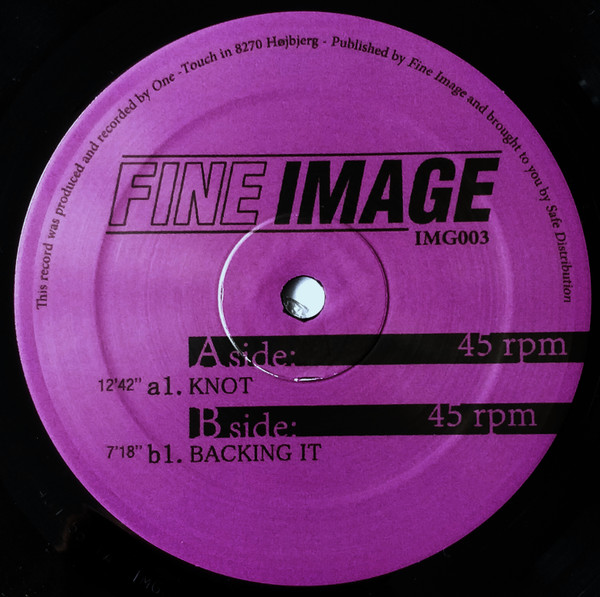 This record was produced and recorded by One -Touch in 8270 Højbjerg - Published by Fine Image and brought to you by Safe Distribution
FINE IMAGE
IMG003
A side: 45 rpm
12'42" a1. KNOT
B side: 45 rpm
7'18" b1. BACKING IT
IMG